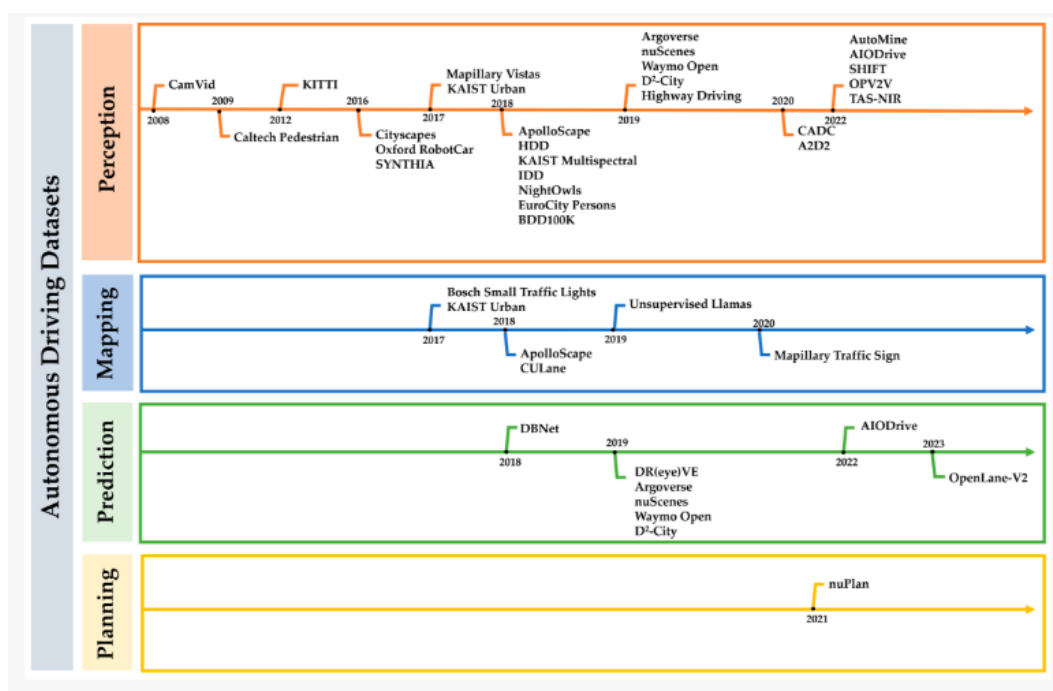 Autonomous Driving Datasets
Perception
CamVid
2008
2009
Caltech Pedestrian
KITTI
2012
2016
Cityscapes
Oxford RobotCar
SYNTHIA
Mapillary Vistas
KAIST Urban
2017
2018
ApolloScape
HDD
KAIST Multispectral
IDD
NightOwls
EuroCity Persons
BDD100K
Argoverse
nuScenes
Waymo Open
D²-City
Highway Driving
2019
2020
CADC
A2D2
AutoMine
AIODrive
SHIFT
OPV2V
TAS-NIR
2022
Mapping
Bosch Small Traffic Lights
KAIST Urban
2017
2018
ApolloScape
CULane
Unsupervised Llamas
2019
2020
Mapillary Traffic Sign
Prediction
DBNet
2018
2019
DR(eye)VE
Argoverse
nuScenes
Waymo Open
D²-City
AIODrive
2022
2023
OpenLane-V2
Planning
nuPlan
2021